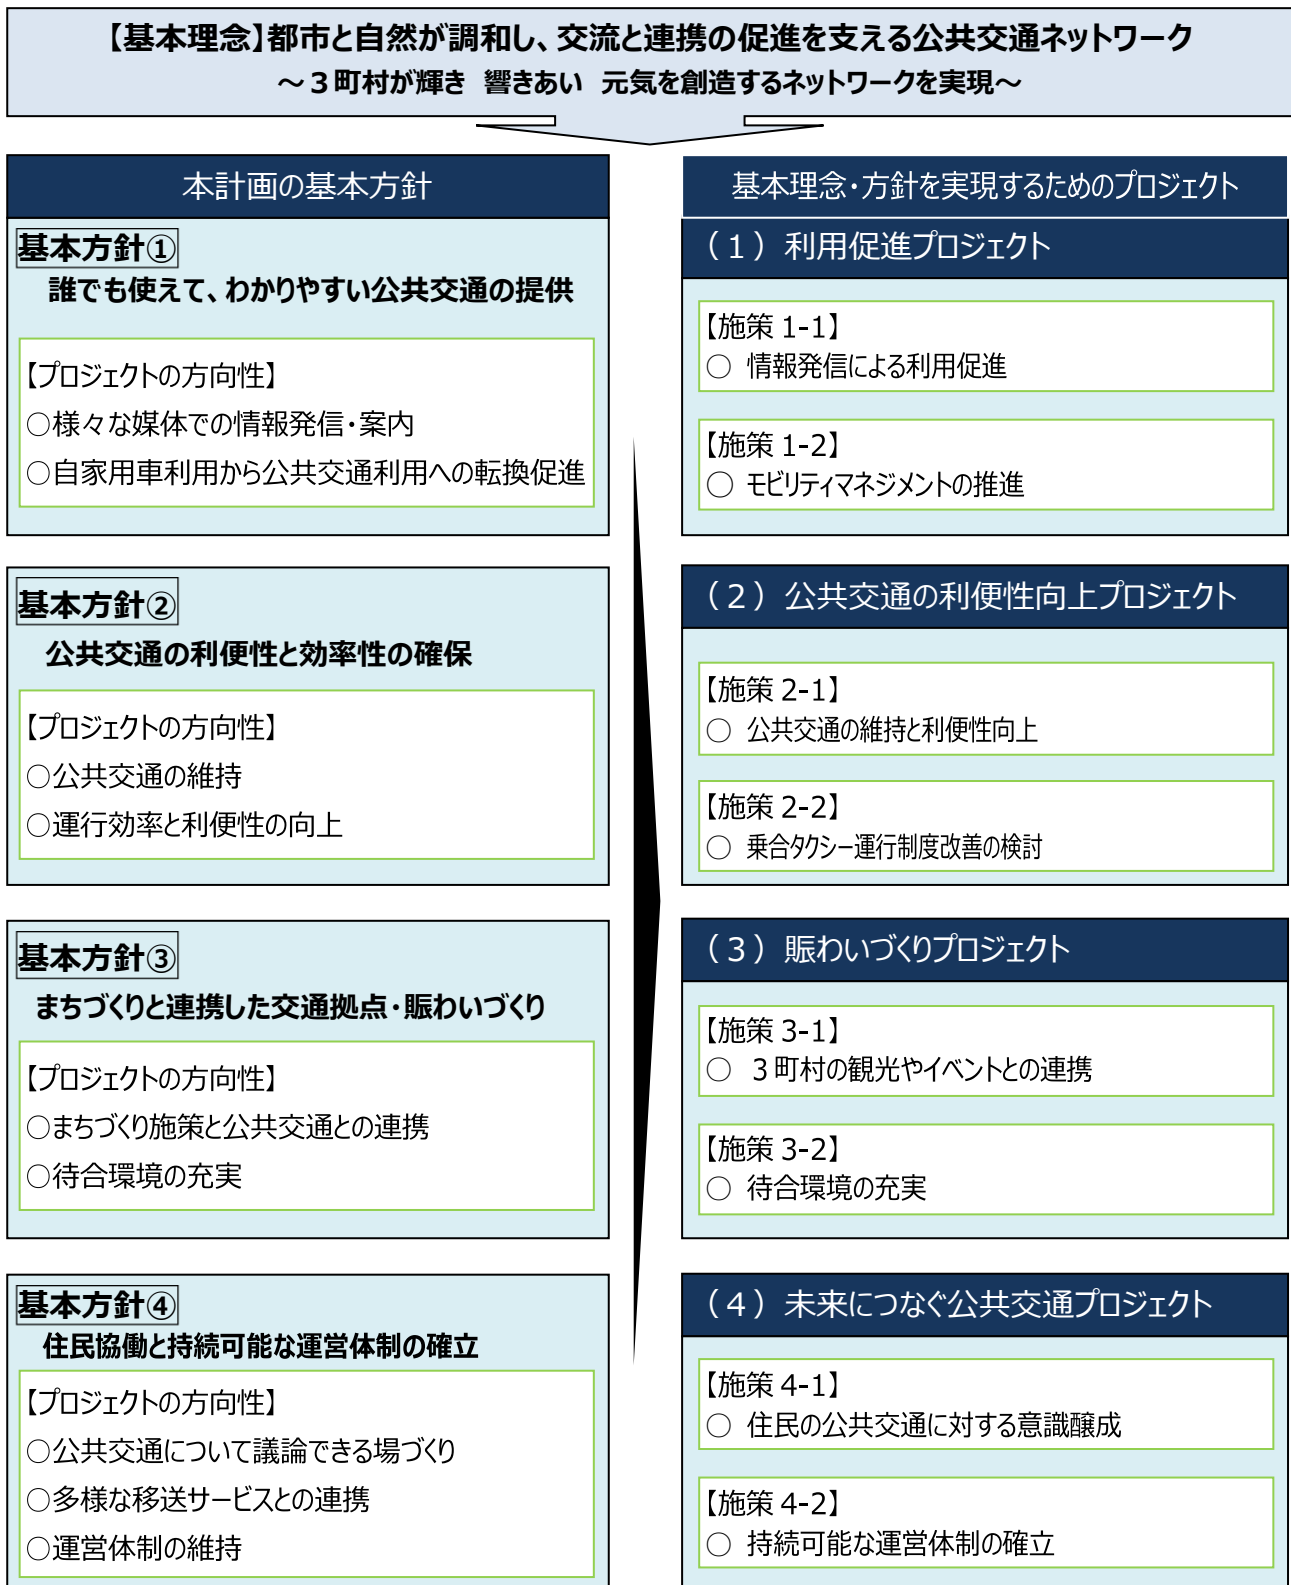 【基本理念】都市と自然が調和し、交流と連携の促進を支える公共交通ネットワーク
～３町村が輝き 響きあい 元気を創造するネットワークを実現～
本計画の基本方針
基本方針①
誰でも使えて、わかりやすい公共交通の提供
【プロジェクトの方向性】
○様々な媒体での情報発信・案内
○自家用車利用から公共交通利用への転換促進
基本方針②
公共交通の利便性と効率性の確保
【プロジェクトの方向性】
○公共交通の維持
○運行効率と利便性の向上
基本方針③
まちづくりと連携した交通拠点・賑わいづくり
【プロジェクトの方向性】
○まちづくり施策と公共交通との連携
○待合環境の充実
基本方針④
住民協働と持続可能な運営体制の確立
【プロジェクトの方向性】
○公共交通について議論できる場づくり
○多様な移送サービスとの連携
○運営体制の維持
基本理念・方針を実現するためのプロジェクト
（１）利用促進プロジェクト
【施策 1-1】
○ 情報発信による利用促進
【施策 1-2】
○ モビリティマネジメントの推進
（２）公共交通の利便性向上プロジェクト
【施策 2-1】
○ 公共交通の維持と利便性向上
【施策 2-2】
○ 乗合タクシー運行制度改善の検討
（３）賑わいづくりプロジェクト
【施策 3-1】
○ ３町村の観光やイベントとの連携
【施策 3-2】
○ 待合環境の充実
（４）未来につなぐ公共交通プロジェクト
【施策 4-1】
○ 住民の公共交通に対する意識醸成
【施策 4-2】
○ 持続可能な運営体制の確立